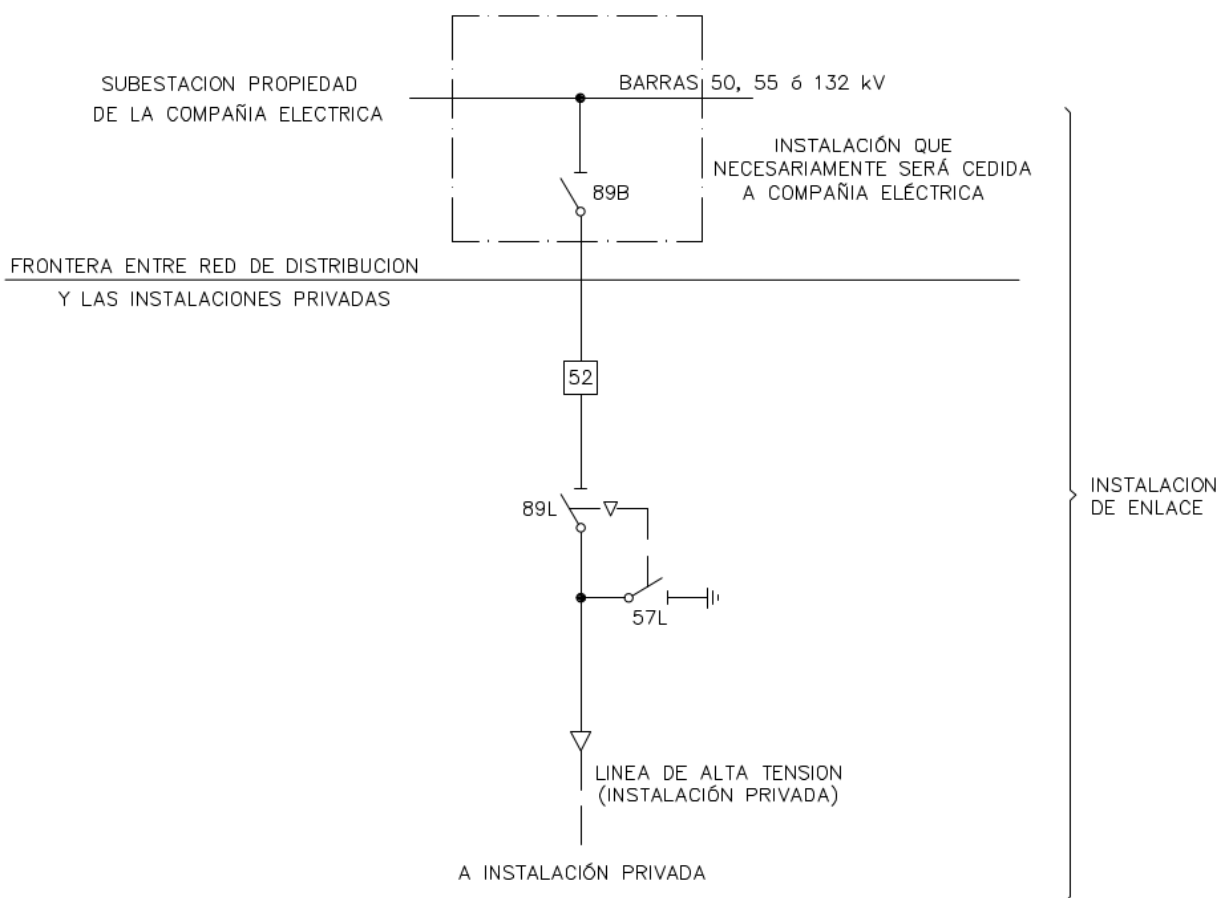 SUBESTACION PROPIEDAD
DE LA COMPAÑIA ELECTRICA
BARRAS 50, 55 ó 132 kV
INSTALACIÓN QUE
NECESARIAMENTE SERÁ CEDIDA
A COMPAÑIA ELÉCTRICA
89B
FRONTERA ENTRE RED DE DISTRIBUCION
Y LAS INSTALACIONES PRIVADAS
52
89L
INSTALACION
DE ENLACE
57L
LINEA DE ALTA TENSION
(INSTALACIÓN PRIVADA)
A INSTALACIÓN PRIVADA